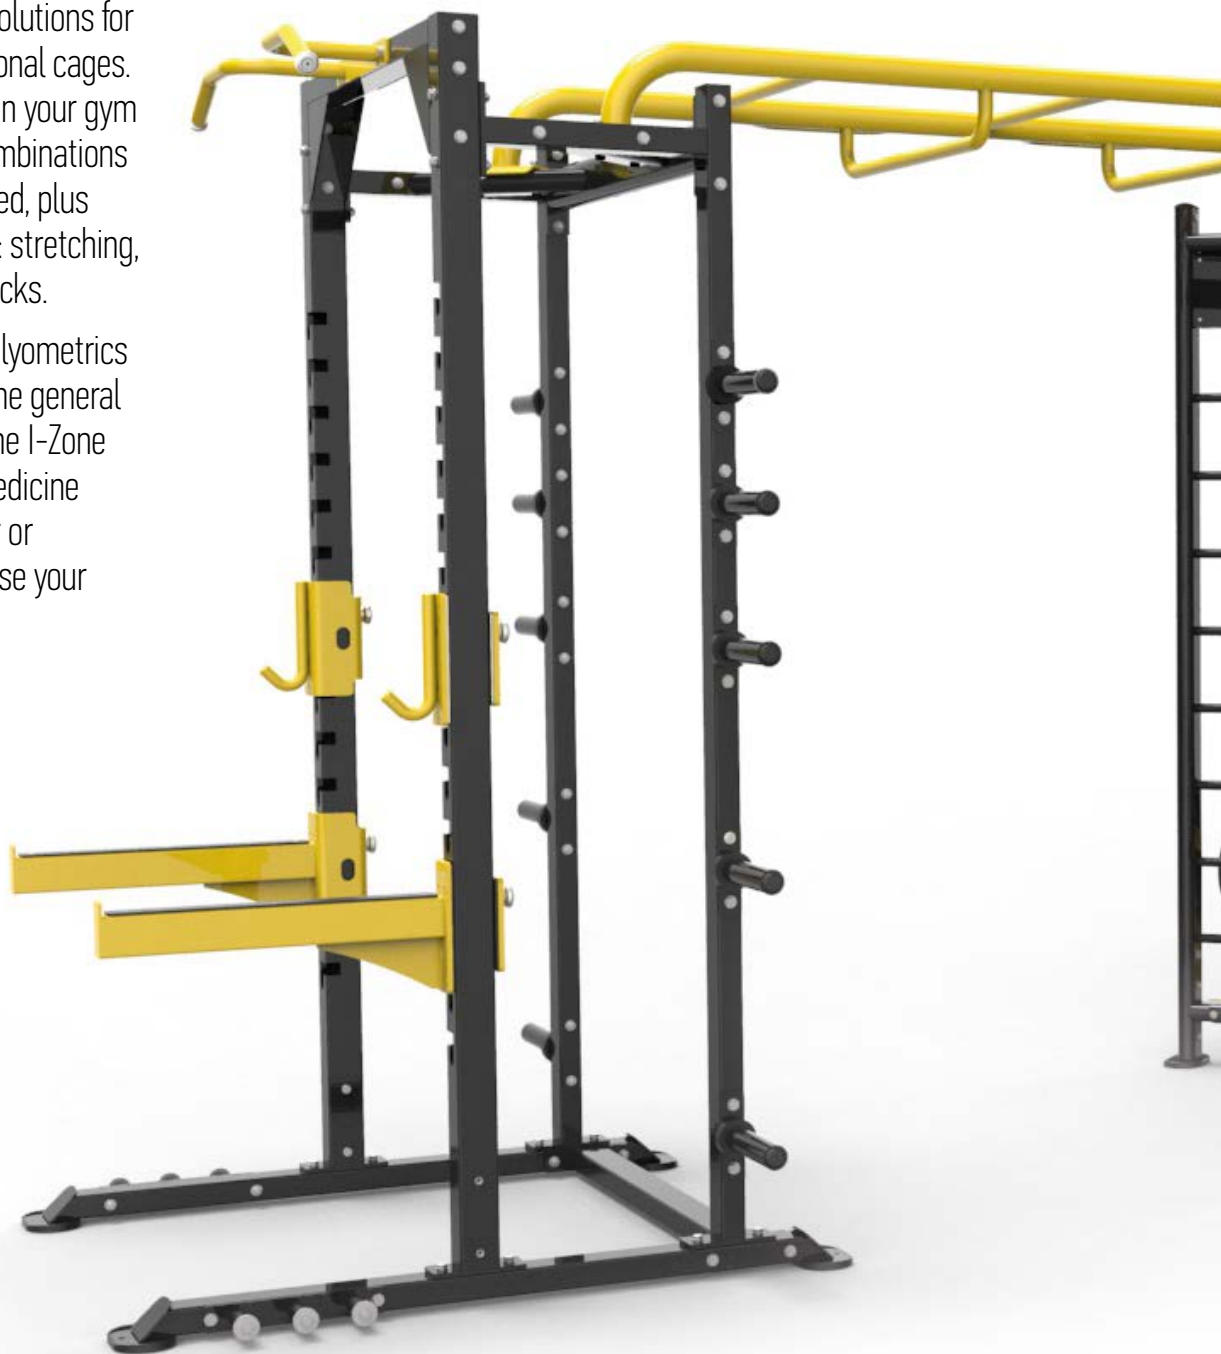 olutions for
onal cages.
n your gym
mbinations
ed, plus
: stretching,
cks.
lyometrics
he general
he I-Zone
edicine
or
se your